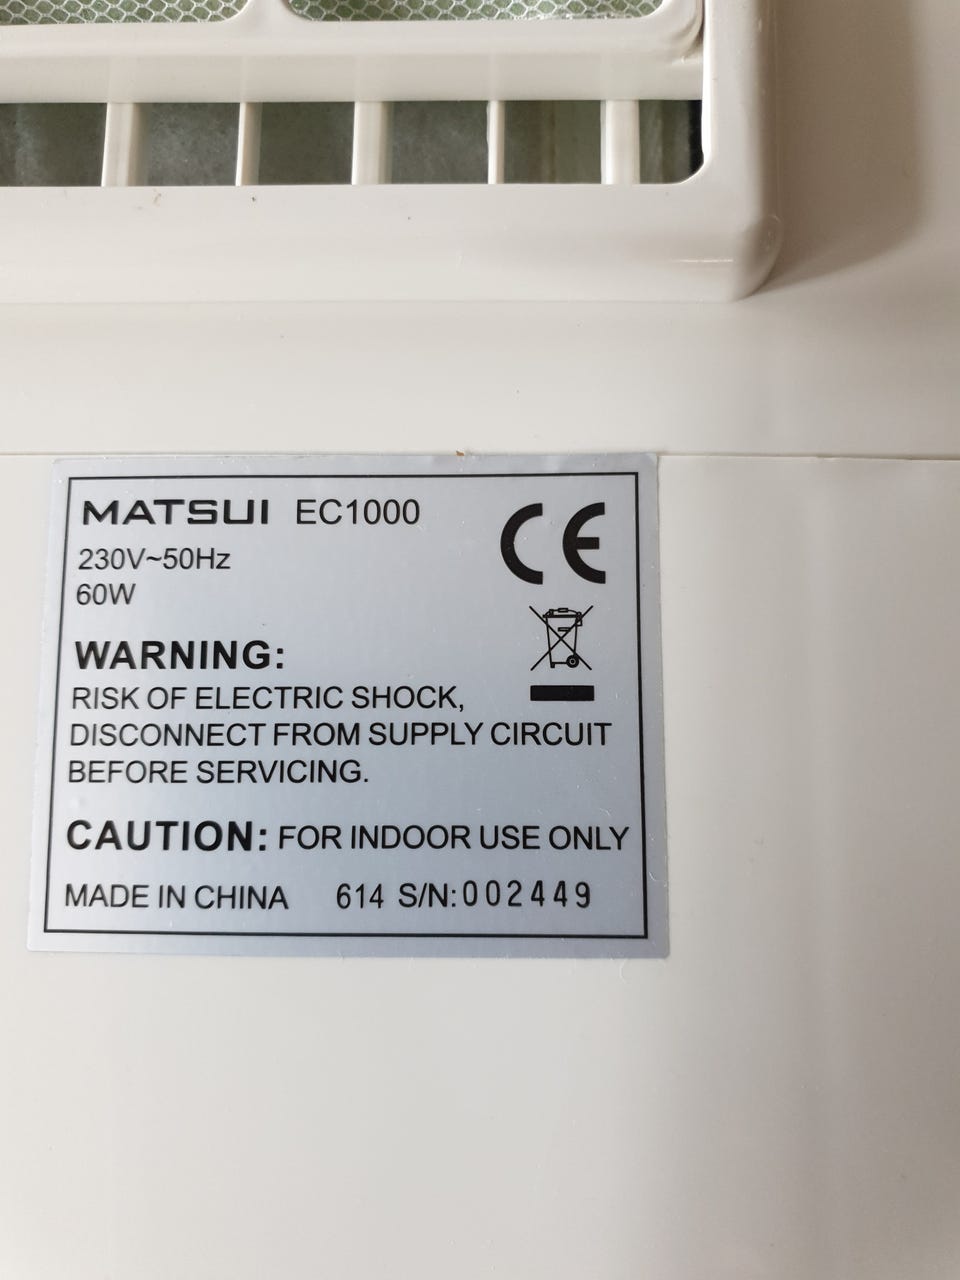 MATSUI EC1000
230V~50Hz
60W
CE
WARNING:
RISK OF ELECTRIC SHOCK,
DISCONNECT FROM SUPPLY CIRCUIT
BEFORE SERVICING.
CAUTION: FOR INDOOR USE ONLY
MADE IN CHINA 614 S/N:002449